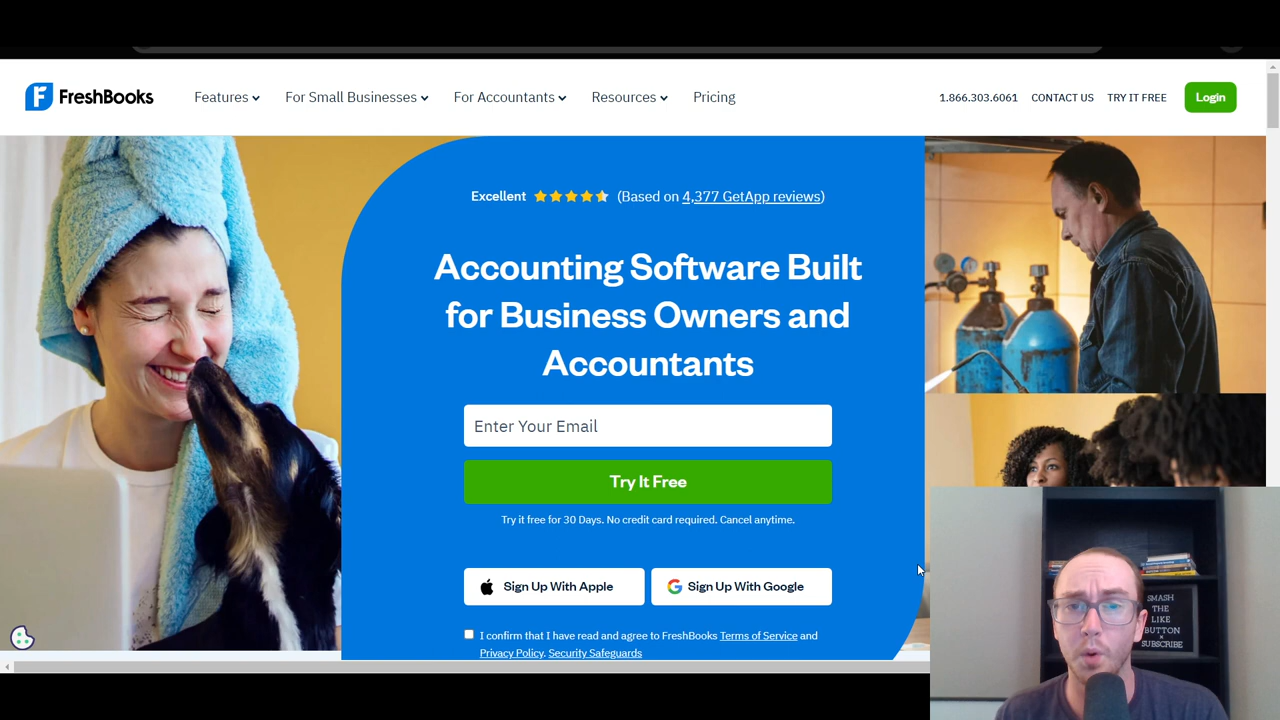 FreshBooks
Features
For Small Businesses
For Accountants
Resources
Pricing
1.866.303.6061
CONTACT US
TRY IT FREE
Login
Excellent
(Based on 4,377 GetApp reviews)
Accounting Software Built
for Business Owners and
Accountants
Enter Your Email
Try It Free
Try it free for 30 Days. No credit card required. Cancel anytime.
Sign Up With Apple
Sign Up With Google
I confirm that I have read and agree to FreshBooks Terms of Service and
Privacy Policy. Security Safeguards
SMASH
THE
LIKE
BUTTON
SUBSCRIBE